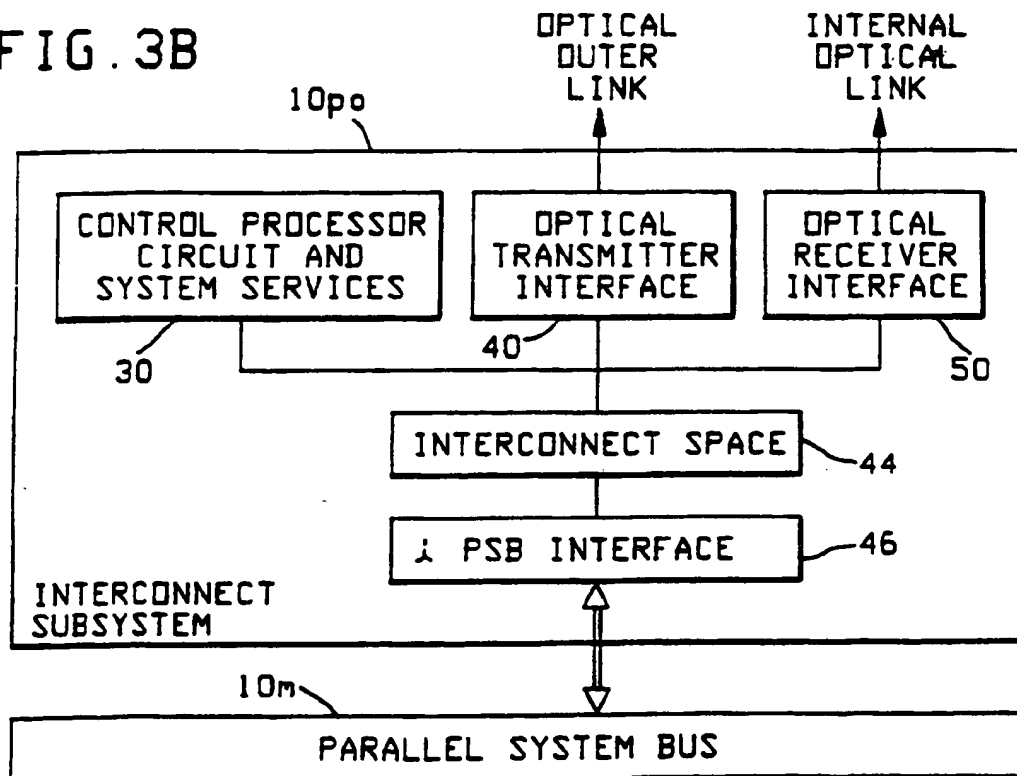 FIG.3B
OPTICAL
OUTER
LINK
INTERNAL
OPTICAL
LINK
10po
CONTROL PROCESSOR
CIRCUIT AND
SYSTEM SERVICES
OPTICAL
TRANSMITTER
INTERFACE
OPTICAL
RECEIVER
INTERFACE
30
40
50
INTERCONNECT SPACE
44
i PSB INTERFACE
46
INTERCONNECT
SUBSYSTEM
10m
PARALLEL SYSTEM BUS